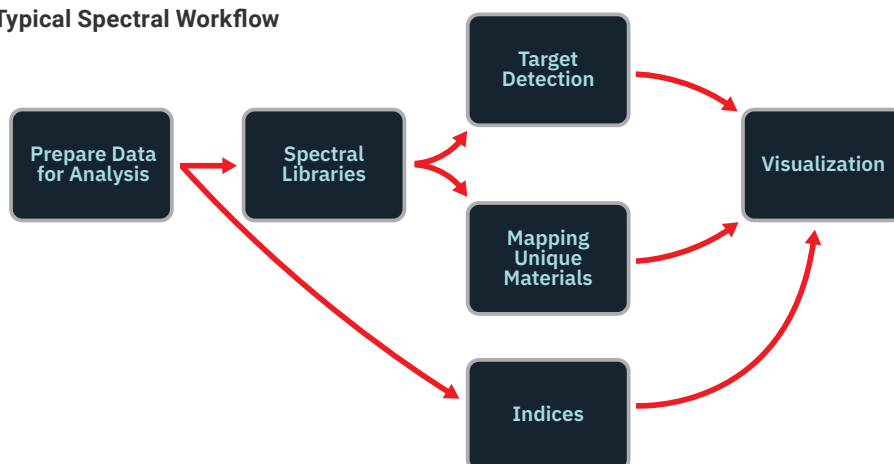 Typical Spectral Workflow
Target
Detection
Prepare Data
for Analysis
Spectral
Libraries
Visualization
Mapping
Unique
Materials
Indices